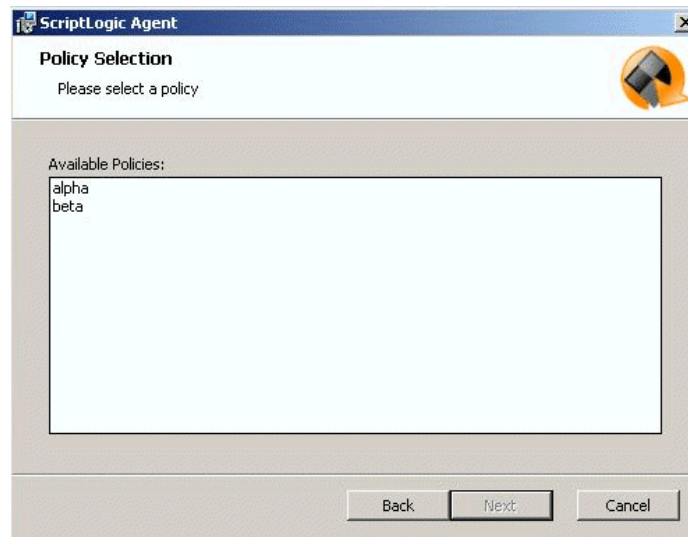 ScriptLogic Agent
Policy Selection
Please select a policy
Available Policies:
alpha
beta
Back
Next
Cancel